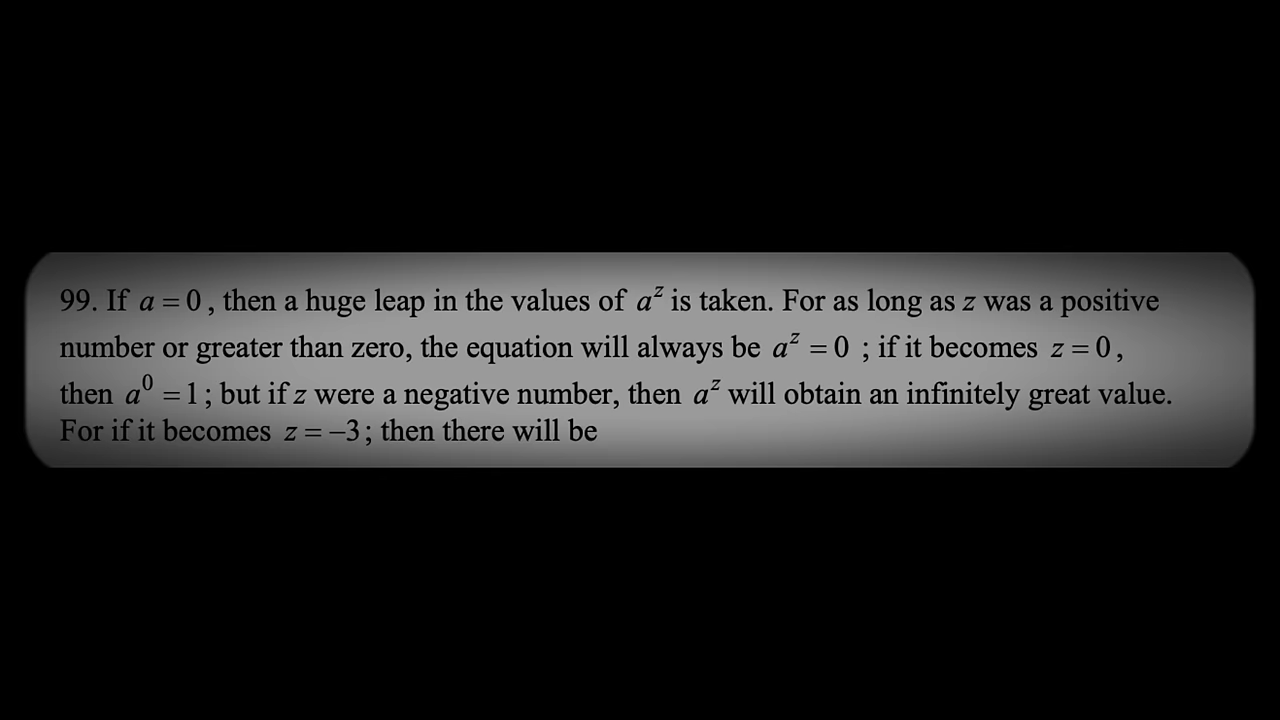 99. If a = 0, then a huge leap in the values of a^z is taken. For as long as z was a positive
number or greater than zero, the equation will always be a^z = 0 ; if it becomes z = 0,
then a^0 = 1; but if z were a negative number, then a^z will obtain an infinitely great value.
For if it becomes z = −3; then there will be